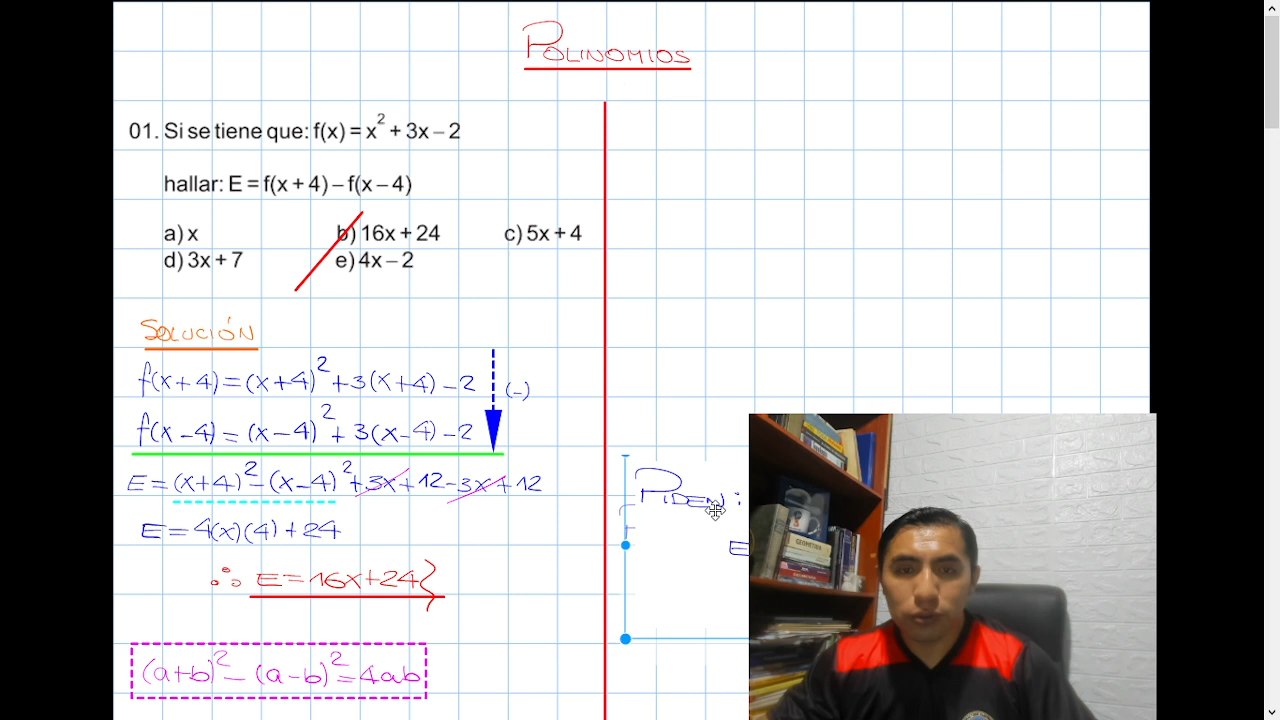 POLINOMIOS
01. Si se tiene que: f(x) = x² + 3x – 2
hallar: E = f(x + 4) – f(x – 4)
a) x b) 16x + 24 c) 5x + 4
d) 3x + 7 e) 4x – 2
SOLUCIÓN
f(x+4) = (x+4)² + 3(x+4) – 2 (–)
f(x–4) = (x–4)² + 3(x–4) – 2
E = (x+4)² – (x–4)² + 3x + 12 – 3x + 12
E = 4(x)(4) + 24
∴ E = 16x + 24
(a+b)² – (a–b)² = 4ab
PIDEN:
E
GEOMETRIA